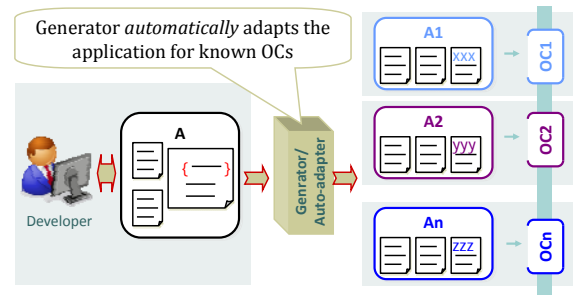 Generator automatically adapts the
application for known OCs
A
{ }
Developer
Genrator/
Auto-adapter
A1
xxx
OC1
A2
yyy
OC2
An
zzz
OCn